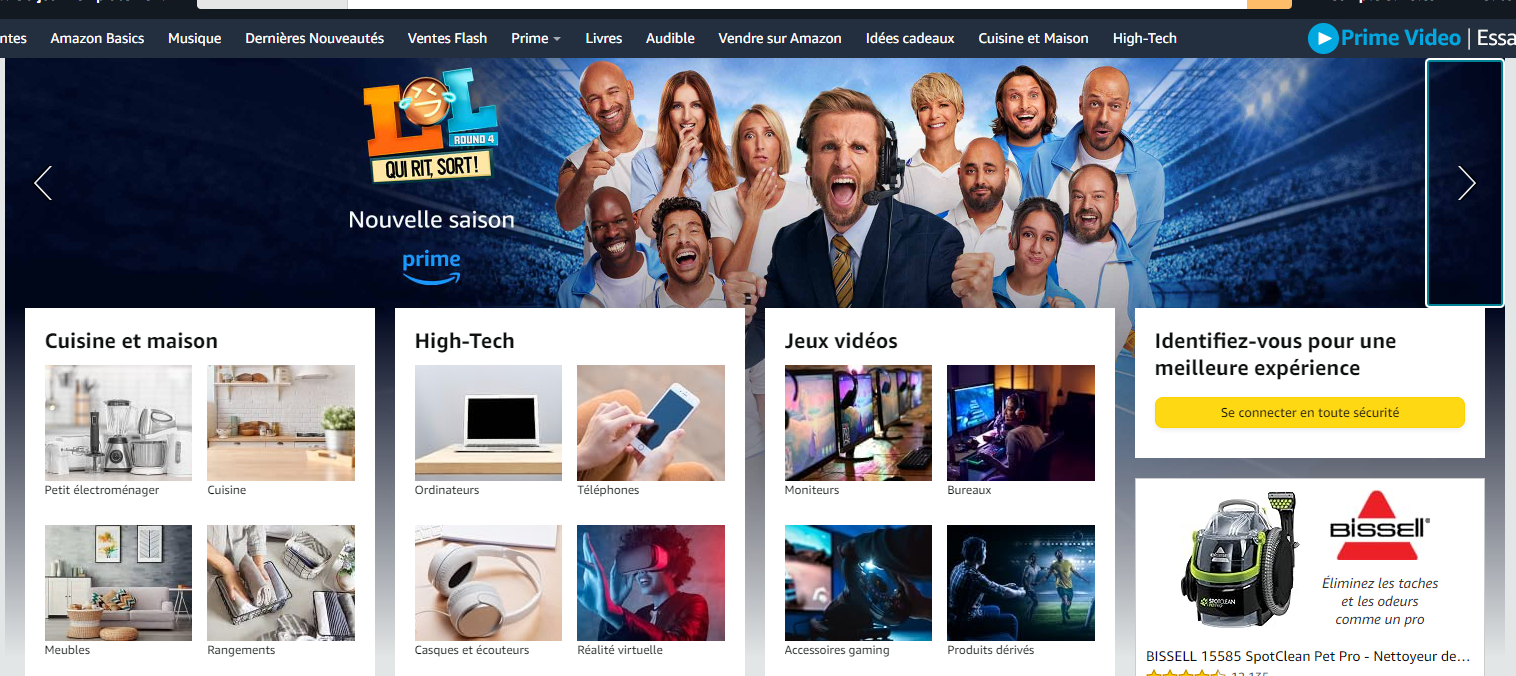 ntes Amazon Basics Musique Dernières Nouveautés Ventes Flash Prime Livres Audible Vendre sur Amazon Idées cadeaux Cuisine et Maison High-Tech Prime Video | Essa
LOL
ROUND 4
QUI RIT, SORT!
Nouvelle saison
prime
Cuisine et maison
Petit électroménager Cuisine
Meubles Rangements
High-Tech
Ordinateurs Téléphones
Casques et écouteurs Réalité virtuelle
Jeux vidéos
Moniteurs Bureaux
Accessoires gaming Produits dérivés
Identifiez-vous pour une
meilleure expérience
Se connecter en toute sécurité
BISSELL
SPOTCLEAN
Éliminez les taches
et les odeurs
comme un pro
BISSELL 15585 SpotClean Pet Pro - Nettoyeur de...